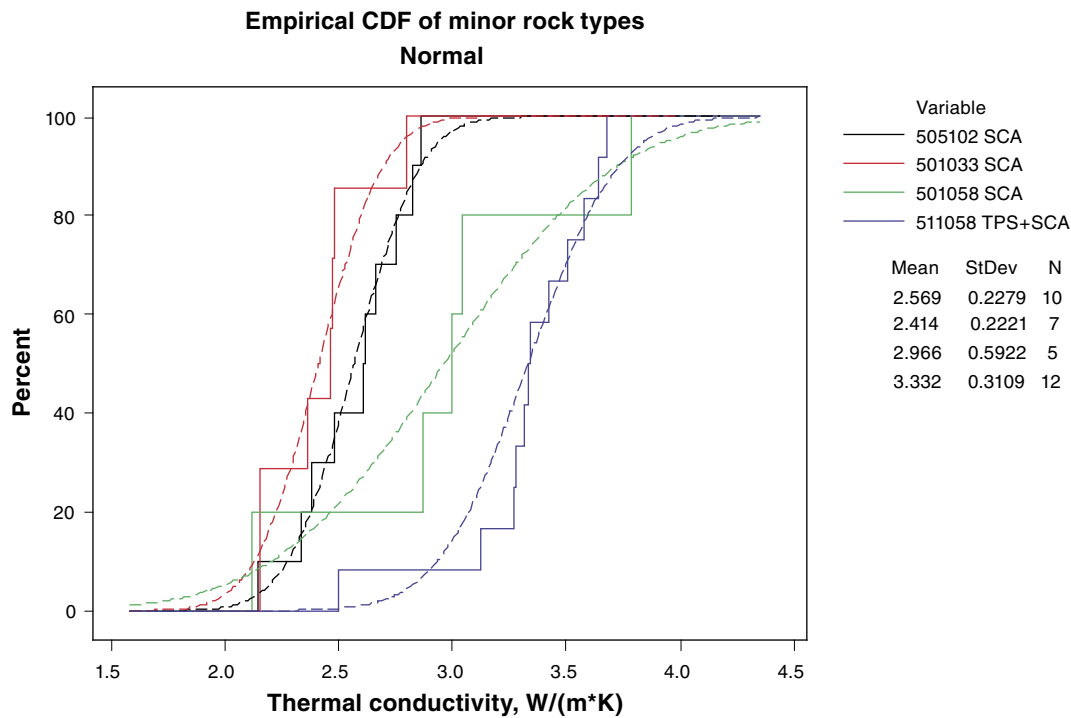 Empirical CDF of minor rock types
Normal
Percent
100
80
60
40
20
0
1.5 2.0 2.5 3.0 3.5 4.0 4.5
Thermal conductivity, W/(m*K)
Variable
505102 SCA
501033 SCA
501058 SCA
511058 TPS+SCA
Mean StDev N
2.569 0.2279 10
2.414 0.2221 7
2.966 0.5922 5
3.332 0.3109 12